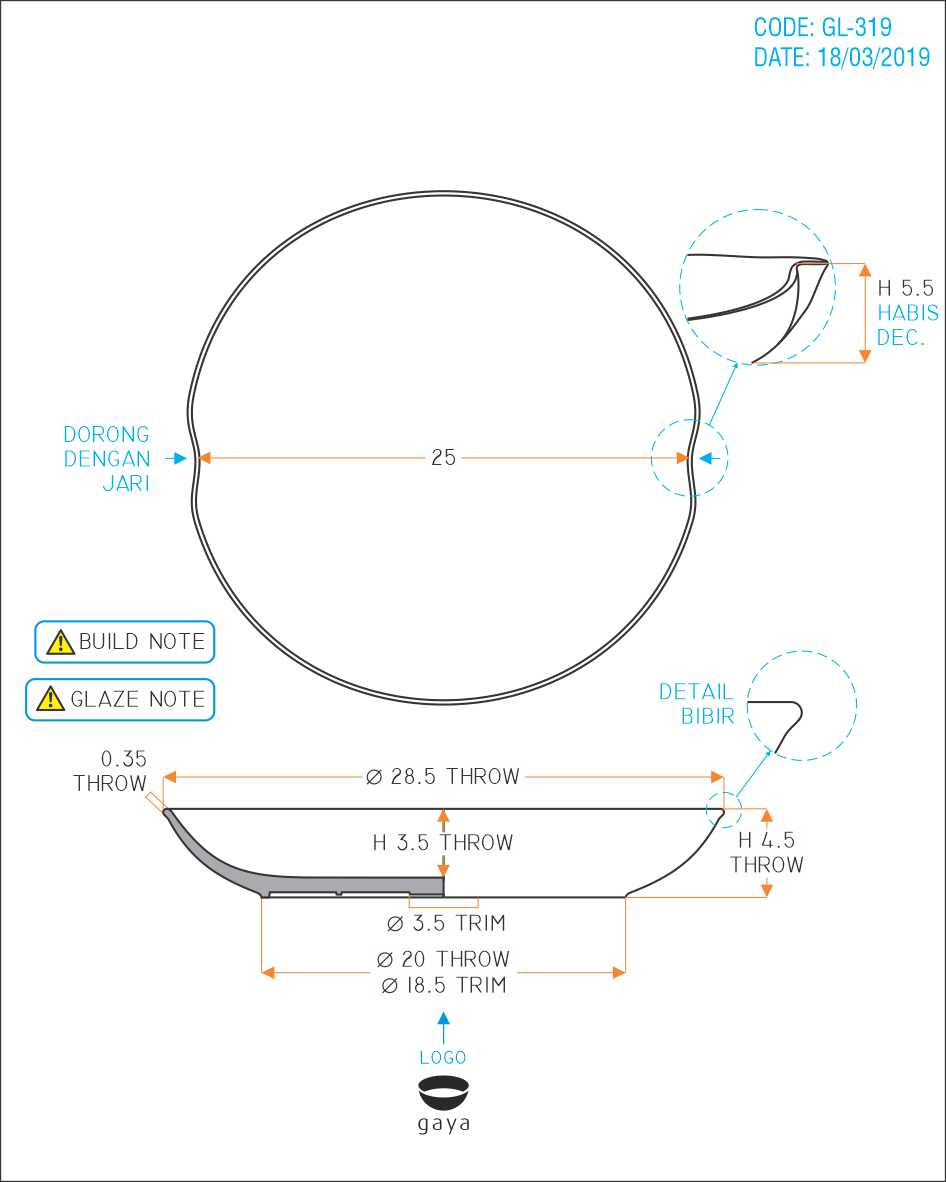 CODE: GL-319
DATE: 18/03/2019
H 5.5
HABIS
DEC.
DORONG
DENGAN
JARI
25
BUILD NOTE
GLAZE NOTE
DETAIL
BIBIR
0.35
THROW
Ø 28.5 THROW
H 3.5 THROW
H 4.5
THROW
Ø 3.5 TRIM
Ø 20 THROW
Ø 18.5 TRIM
LOGO
gaya